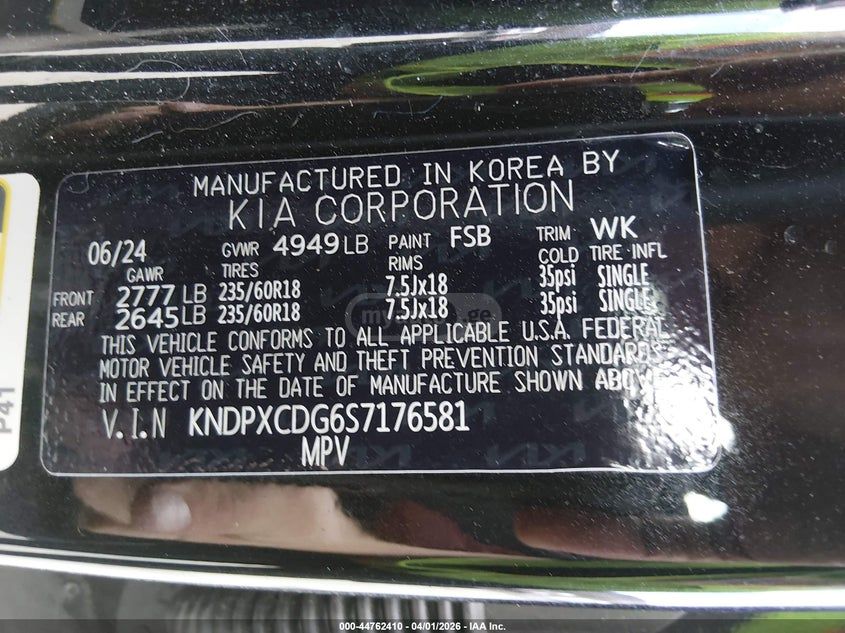 MANUFACTURED IN KOREA BY
KIA CORPORATION
06/24 GVWR 4949LB PAINT FSB TRIM WK
GAWR TIRES RIMS COLD TIRE INFL
FRONT 2777LB 235/60R18 7.5Jx18 35psi SINGLE
REAR 2645LB 235/60R18 7.5Jx18 35psi SINGLE
THIS VEHICLE CONFORMS TO ALL APPLICABLE U.S.A. FEDERAL
MOTOR VEHICLE SAFETY AND THEFT PREVENTION STANDARDS
IN EFFECT ON THE DATE OF MANUFACTURE SHOWN ABOVE
V.I.N KNDPXCDG6S7176581
MPV
P41
000-44762410 - 04/01/2026 - IAA Inc.